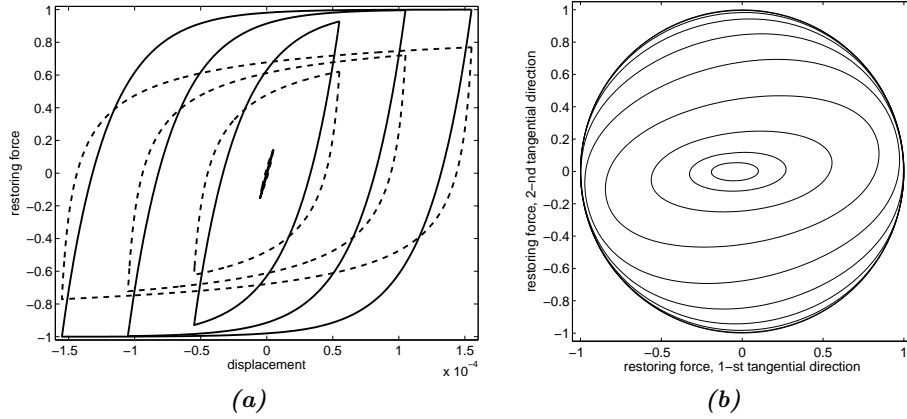 1
0.8
0.6
0.4
0.2
0
−0.2
−0.4
−0.6
−0.8
−1
restoring force
−1.5 −1 −0.5 0 0.5 1 1.5
displacement
x 10⁻⁴
(a)
1
0.8
0.6
0.4
0.2
0
−0.2
−0.4
−0.6
−0.8
−1
restoring force, 2−nd tangential direction
−1 −0.5 0 0.5 1
restoring force, 1−st tangential direction
(b)